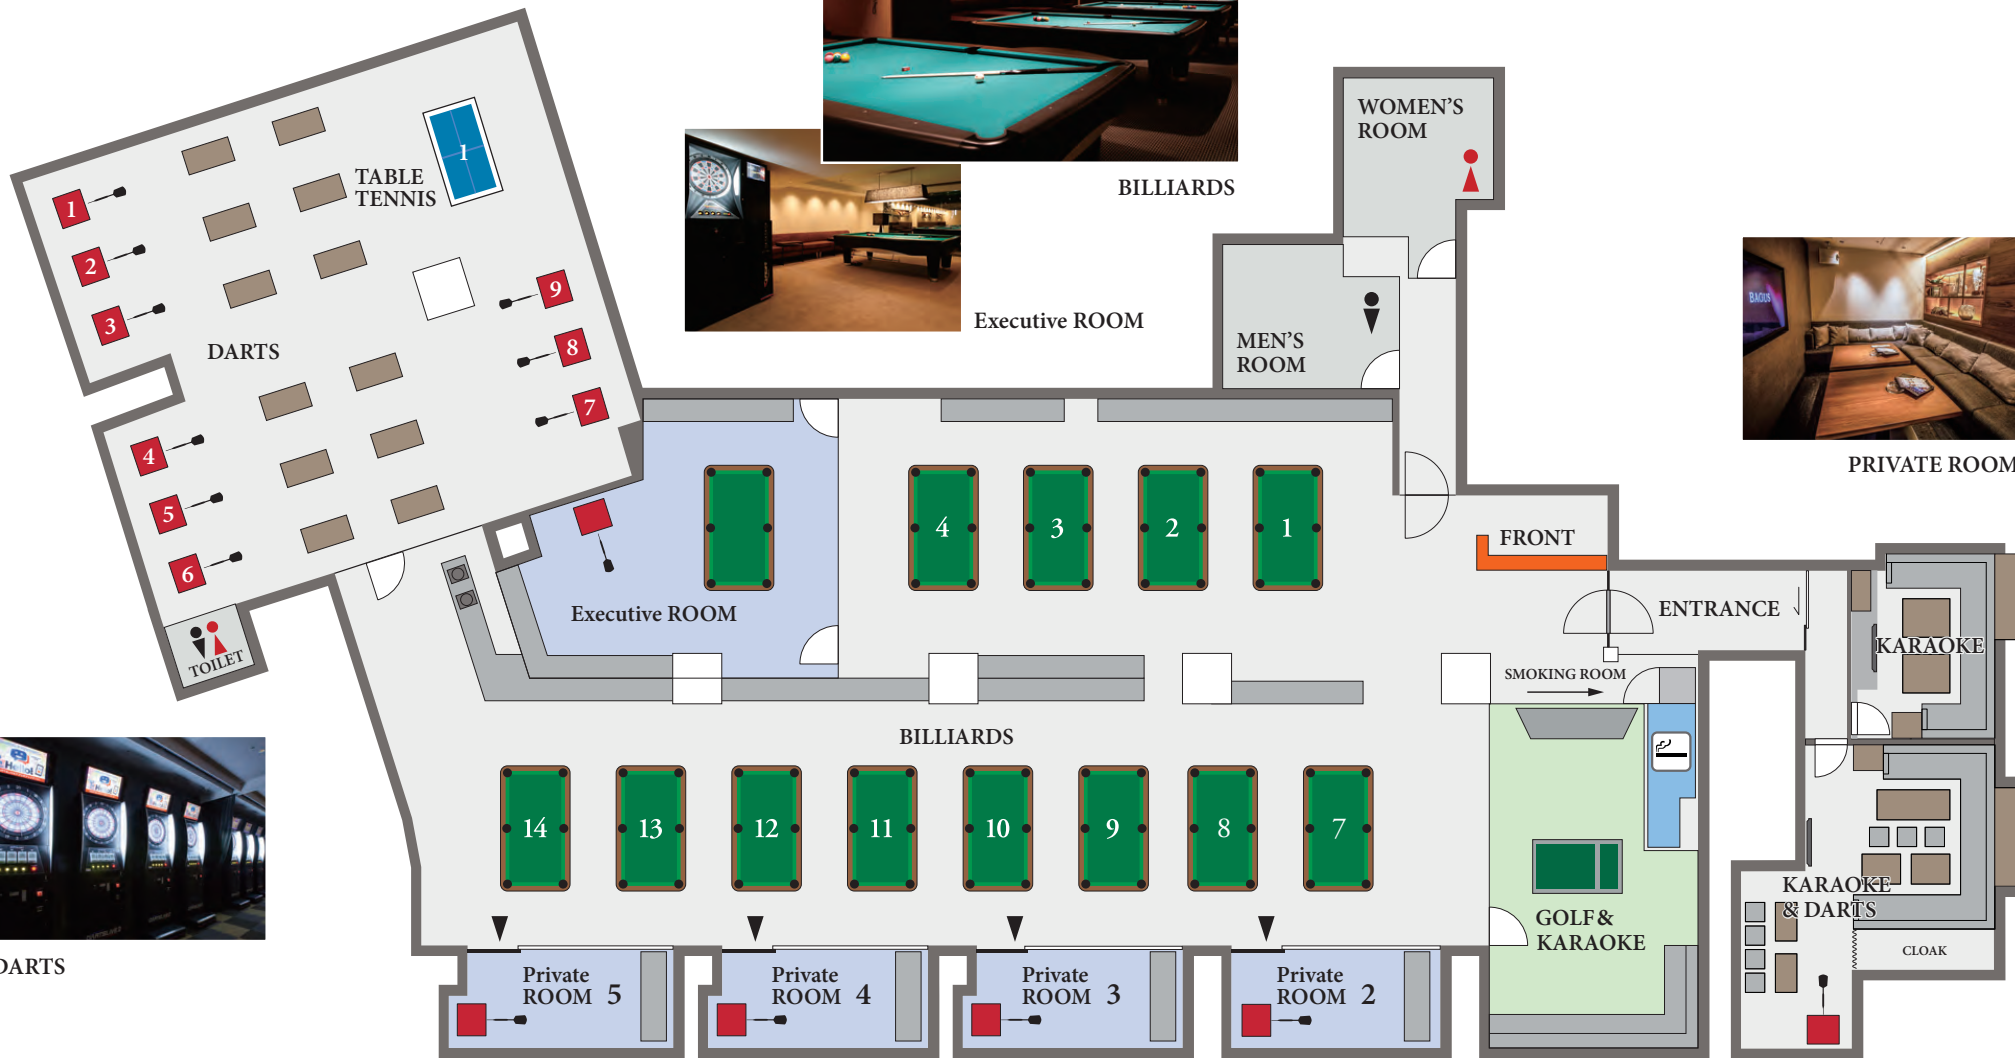 BILLIARDS
Executive ROOM
WOMEN'S
ROOM
MEN'S
ROOM
BAGUS
PRIVATE ROOM
TABLE
TENNIS
1
1
2
3
DARTS
9
8
7
4
5
6
TOILET
Executive ROOM
4
3
2
1
FRONT
ENTRANCE
SMOKING ROOM
KARAOKE
BILLIARDS
14
13
12
11
10
9
8
7
GOLF &
KARAOKE
KARAOKE
& DARTS
CLOAK
Hello!
DARTS
Private
ROOM 5
Private
ROOM 4
Private
ROOM 3
Private
ROOM 2